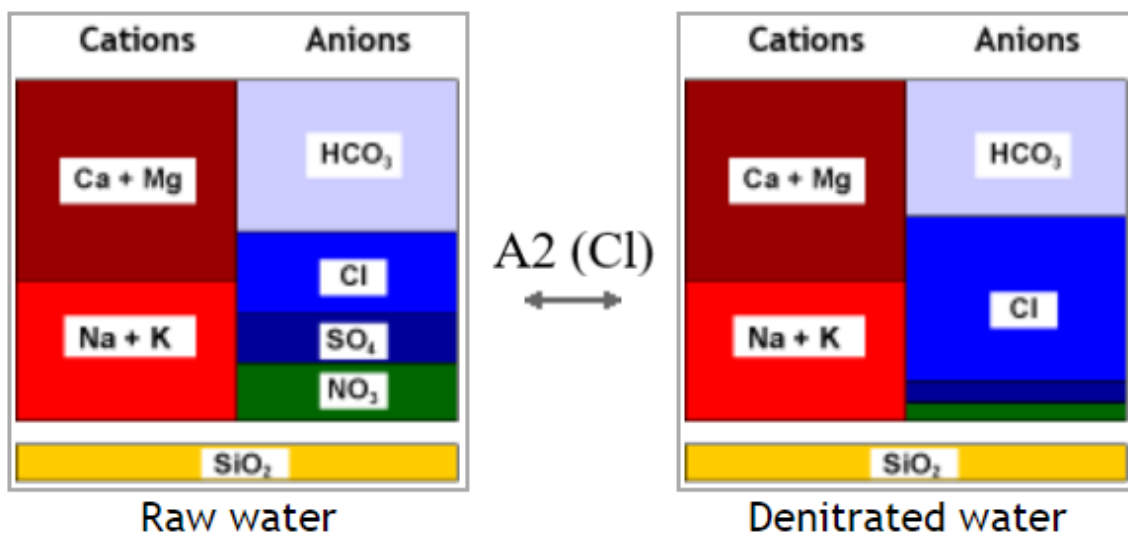 Cations Anions
Ca + Mg
HCO₃
Cl
Na + K
SO₄
NO₃
SiO₂
Raw water
A2 (Cl)
Cations Anions
Ca + Mg
HCO₃
Cl
Na + K
SiO₂
Denitrated water